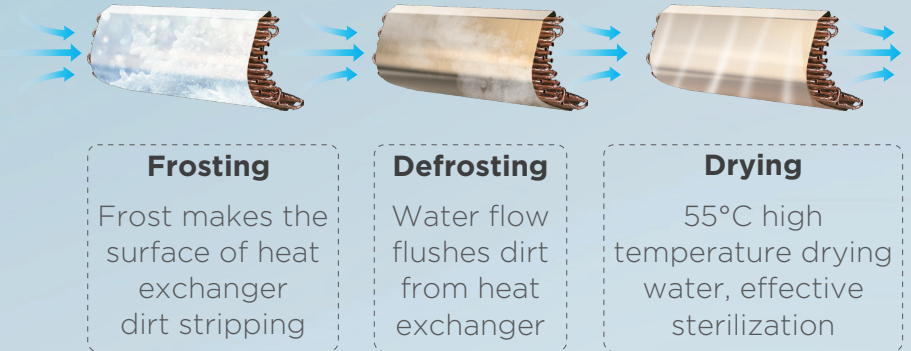 Frosting
Frost makes the
surface of heat
exchanger
dirt stripping
Defrosting
Water flow
flushes dirt
from heat
exchanger
Drying
55°C high
temperature drying
water, effective
sterilization